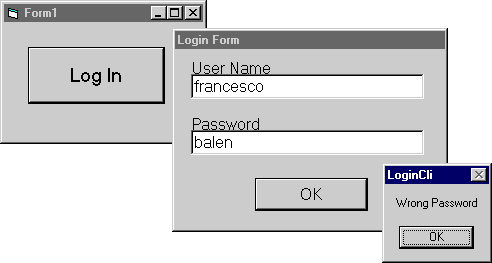 Form1
Log In
Login Form
User Name
francesco
Password
balen
OK
LoginCli
Wrong Password
OK